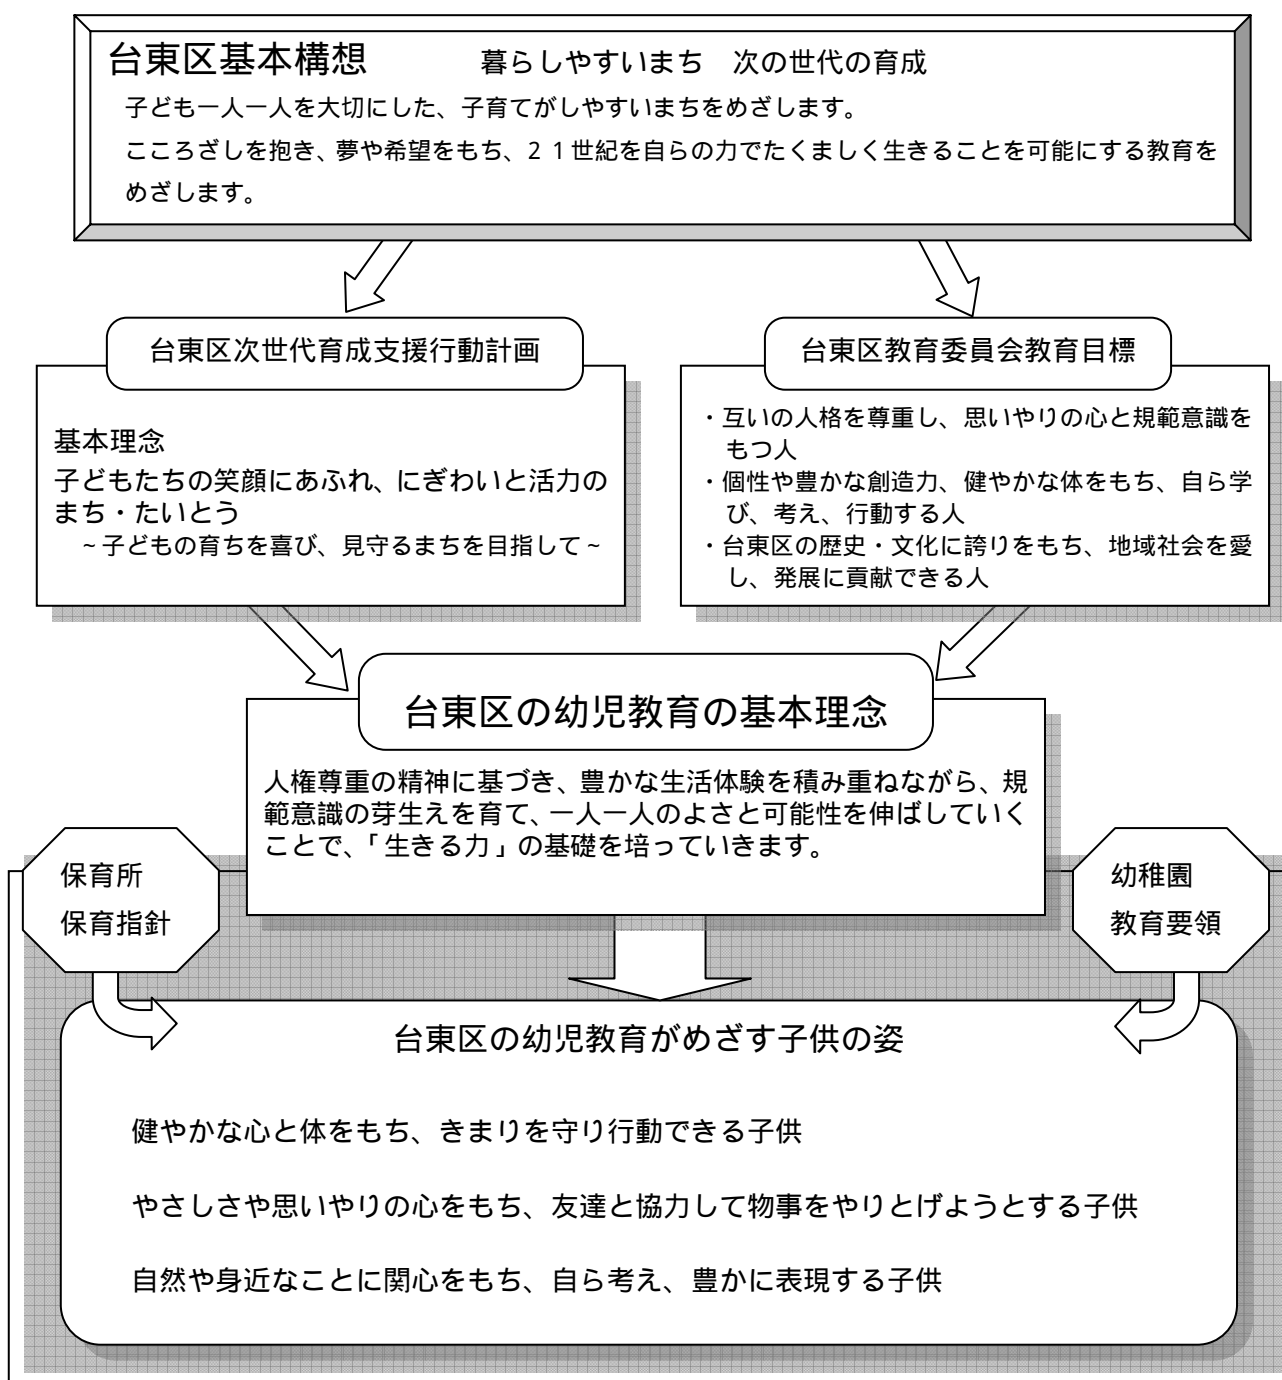 台東区基本構想　暮らしやすいまち　次の世代の育成
子ども一人一人を大切にした、子育てがしやすいまちをめざします。
こころざしを抱き、夢や希望をもち、２１世紀を自らの力でたくましく生きることを可能にする教育を
めざします。
台東区次世代育成支援行動計画
基本理念
子どもたちの笑顔にあふれ、にぎわいと活力の
まち・たいとう
～子どもの育ちを喜び、見守るまちを目指して～
台東区教育委員会教育目標
・互いの人格を尊重し、思いやりの心と規範意識を
もつ人
・個性や豊かな創造力、健やかな体をもち、自ら学
び、考え、行動する人
・台東区の歴史・文化に誇りをもち、地域社会を愛
し、発展に貢献できる人
台東区の幼児教育の基本理念
人権尊重の精神に基づき、豊かな生活体験を積み重ねながら、規
範意識の芽生えを育て、一人一人のよさと可能性を伸ばしていく
ことで、「生きる力」の基礎を培っていきます。
保育所
保育指針
幼稚園
教育要領
台東区の幼児教育がめざす子供の姿
健やかな心と体をもち、きまりを守り行動できる子供
やさしさや思いやりの心をもち、友達と協力して物事をやりとげようとする子供
自然や身近なことに関心をもち、自ら考え、豊かに表現する子供